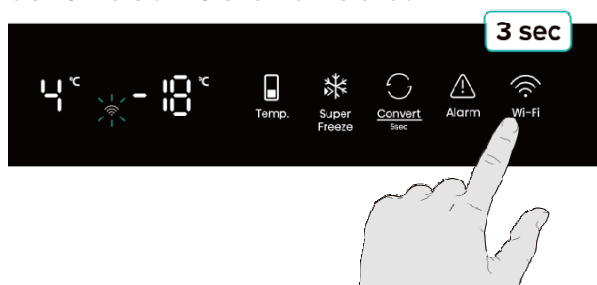 3 sec
4 °C -18 °C
Temp.
Super
Freeze
Convert
5sec
Alarm
Wi-Fi